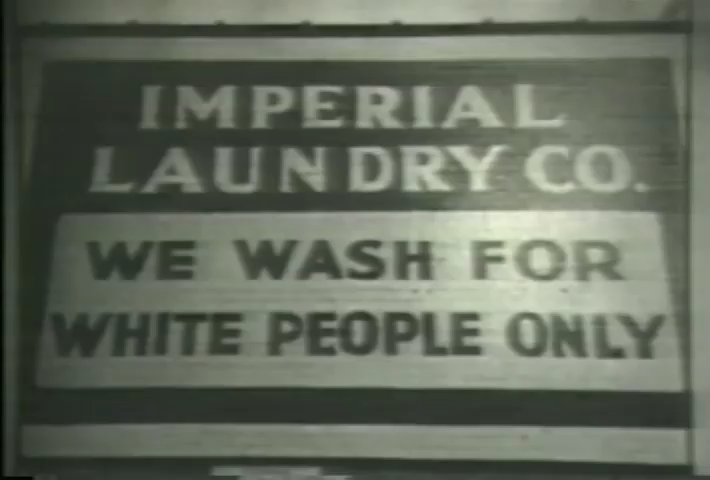 IMPERIAL
LAUNDRY CO.
WE WASH FOR
WHITE PEOPLE ONLY